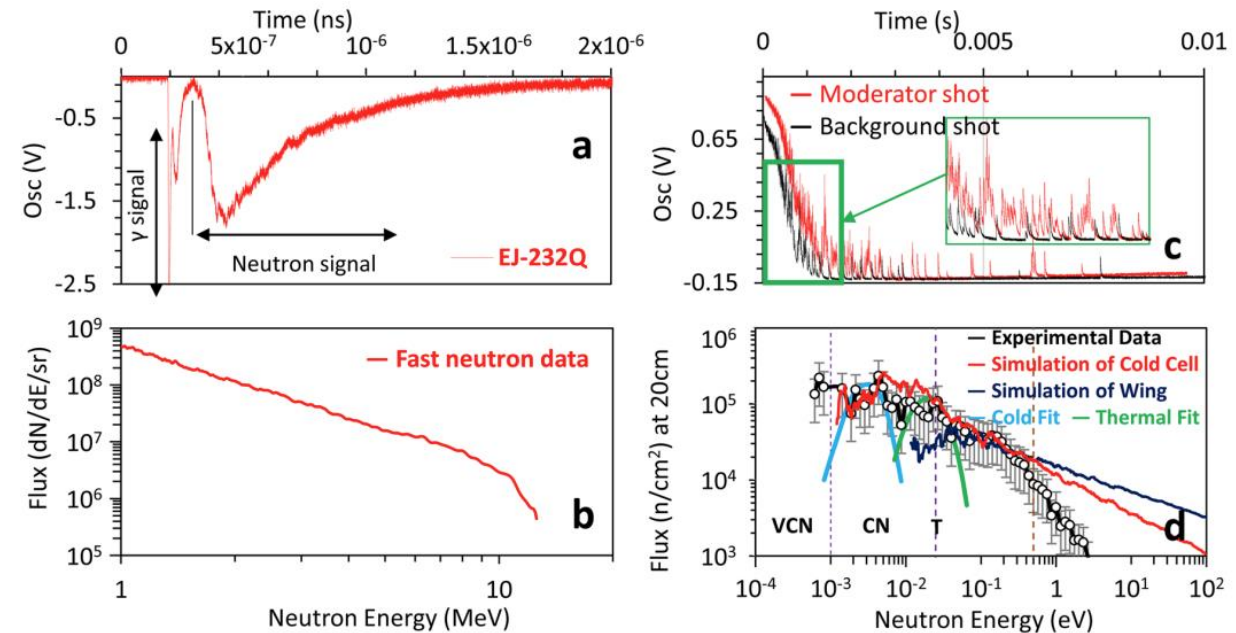 Time (ns)
0 5x10⁻⁷ 10⁻⁶ 1.5x10⁻⁶ 2x10⁻⁶
-0.5
-1.5
-2.5
Osc (V)
γ signal
Neutron signal
EJ-232Q
a
10⁹
10⁸
10⁷
10⁶
10⁵
Flux (dN/dE/sr)
Fast neutron data
b
1 10
Neutron Energy (MeV)
Time (s)
0 0.005 0.01
0.65
0.25
-0.15
Osc (V)
Moderator shot
Background shot
c
10⁶
10⁵
10⁴
10³
Flux (n/cm²) at 20cm
Experimental Data
Simulation of Cold Cell
Simulation of Wing
Cold Fit Thermal Fit
VCN CN T
d
10⁻⁴ 10⁻³ 10⁻² 10⁻¹ 1 10¹ 10²
Neutron Energy (eV)